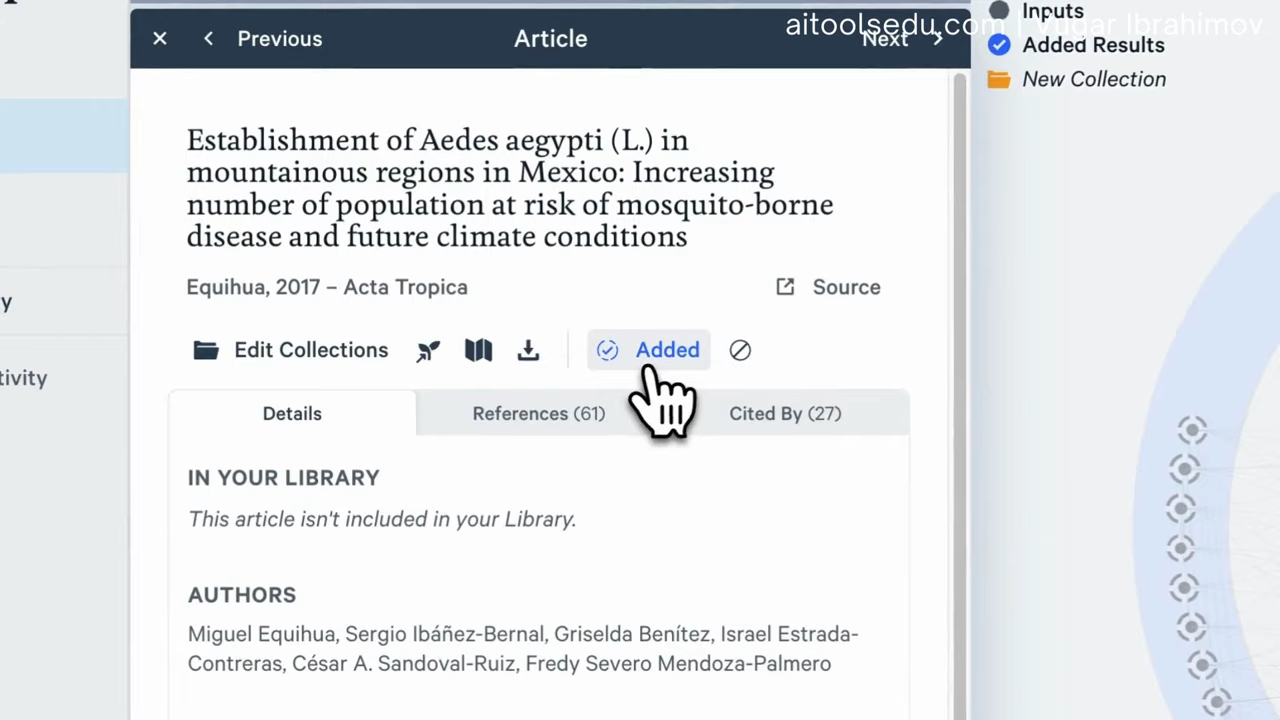 aitoolsedu.com | Vugar Ibrahimov
Previous
Article
Next
Inputs
Added Results
New Collection
Establishment of Aedes aegypti (L.) in
mountainous regions in Mexico: Increasing
number of population at risk of mosquito-borne
disease and future climate conditions
Equihua, 2017 – Acta Tropica
Source
Edit Collections
Added
Details
References (61)
Cited By (27)
IN YOUR LIBRARY
This article isn't included in your Library.
AUTHORS
Miguel Equihua, Sergio Ibáñez-Bernal, Griselda Benítez, Israel Estrada-
Contreras, César A. Sandoval-Ruiz, Fredy Severo Mendoza-Palmero